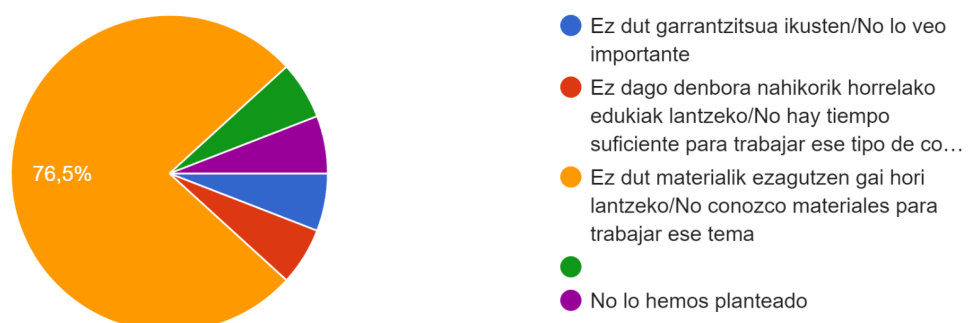 76,5%
Ez dut garrantzitsua ikusten/No lo veo
importante
Ez dago denbora nahikorik horrelako
edukiak lantzeko/No hay tiempo
suficiente para trabajar ese tipo de co…
Ez dut materialik ezagutzen gai hori
lantzeko/No conozco materiales para
trabajar ese tema
No lo hemos planteado